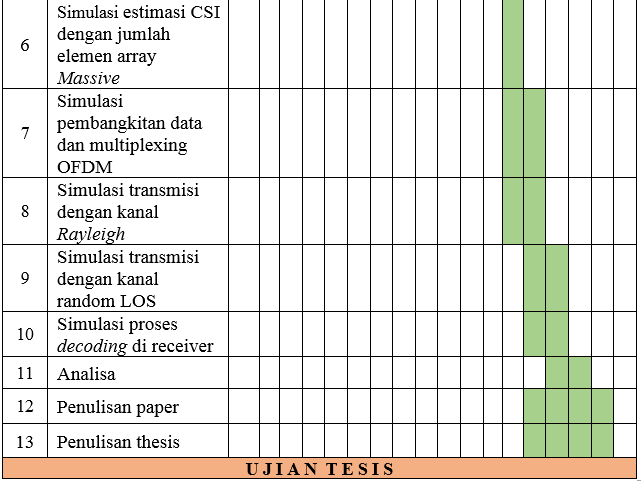 6
Simulasi estimasi CSI
dengan jumlah
elemen array
Massive
7
Simulasi
pembangkitan data
dan multiplexing
OFDM
8
Simulasi transmisi
dengan kanal
Rayleigh
9
Simulasi transmisi
dengan kanal
random LOS
10
Simulasi proses
decoding di receiver
11
Analisa
12
Penulisan paper
13
Penulisan thesis
UJIAN TESIS